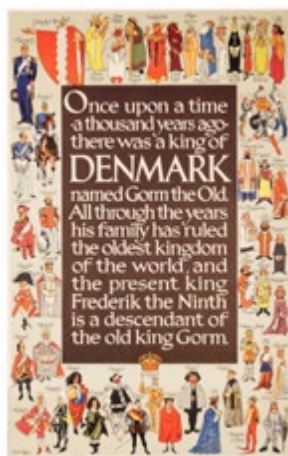 Once upon a time
·a thousand years ago·
there was a king of
DENMARK
named Gorm the Old.
All through the years
his family has ruled
the oldest kingdom
of the world, and
the present king
Frederik the Ninth
is a descendant of
the old king Gorm.